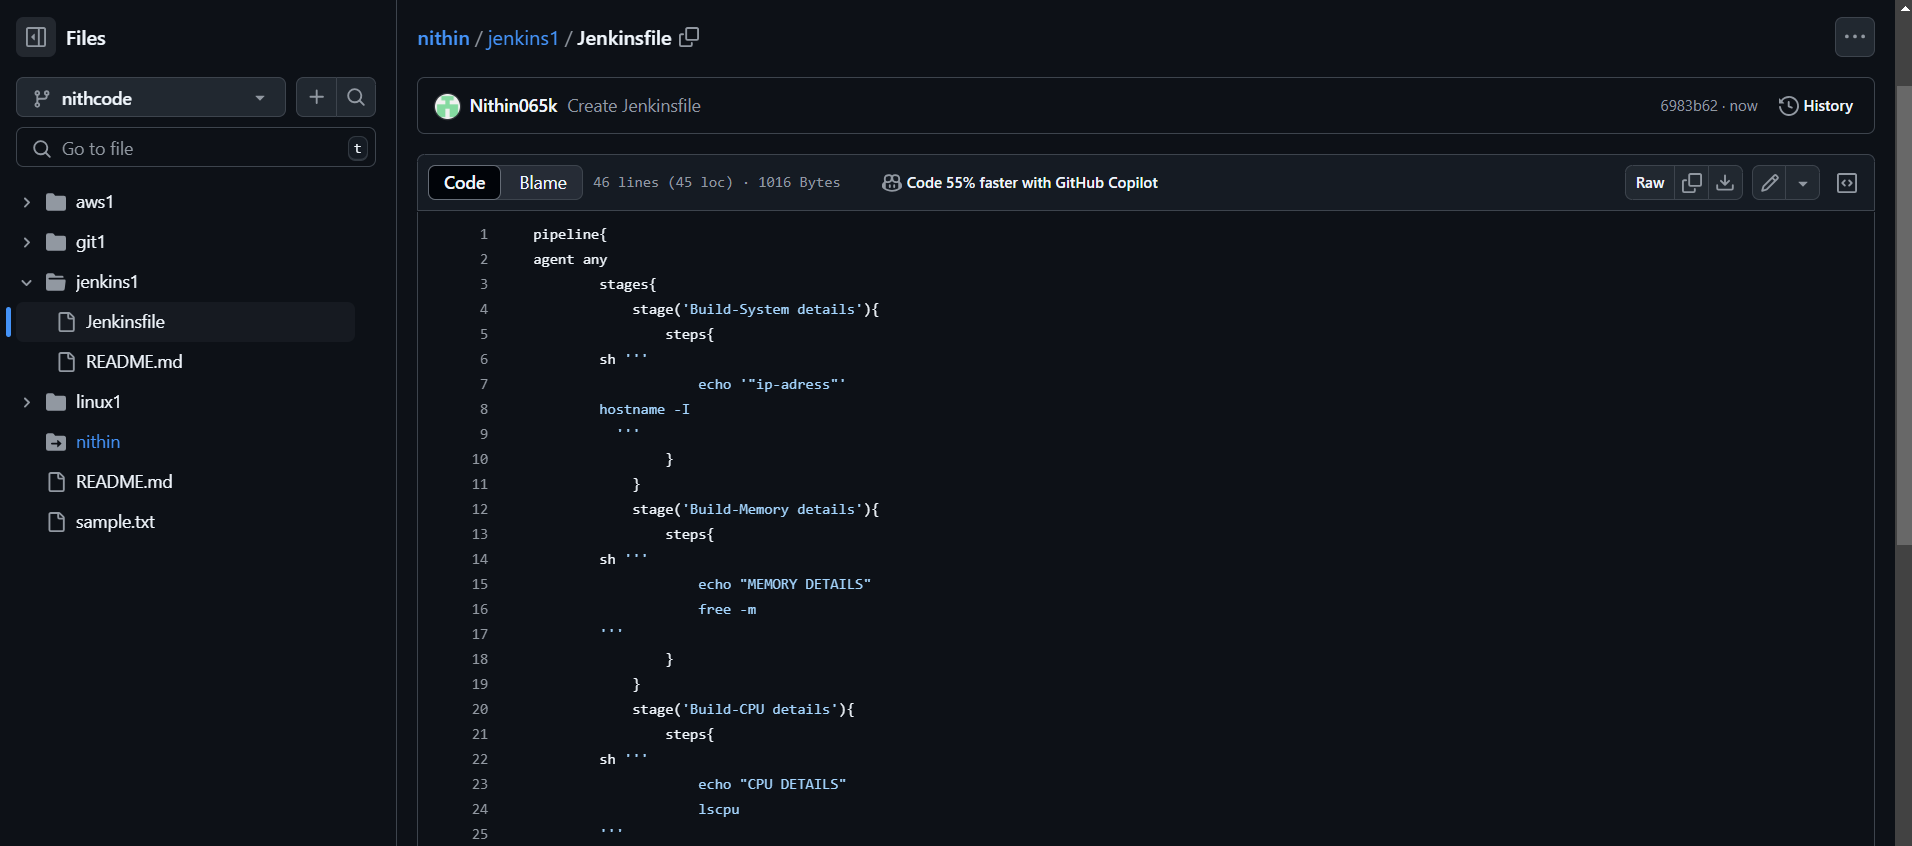 Files
nithcode
Go to file
t
aws1
git1
jenkins1
Jenkinsfile
README.md
linux1
nithin
README.md
sample.txt
nithin / jenkins1 / Jenkinsfile
Nithin065k Create Jenkinsfile
6983b62 · now
History
Code Blame 46 lines (45 loc) · 1016 Bytes
Code 55% faster with GitHub Copilot
Raw
1 pipeline{
2 agent any
3 stages{
4 stage('Build-System details'){
5 steps{
6 sh '''
7 echo '"ip-adress"'
8 hostname -I
9 '''
10 }
11 }
12 stage('Build-Memory details'){
13 steps{
14 sh '''
15 echo "MEMORY DETAILS"
16 free -m
17 '''
18 }
19 }
20 stage('Build-CPU details'){
21 steps{
22 sh '''
23 echo "CPU DETAILS"
24 lscpu
25 '''